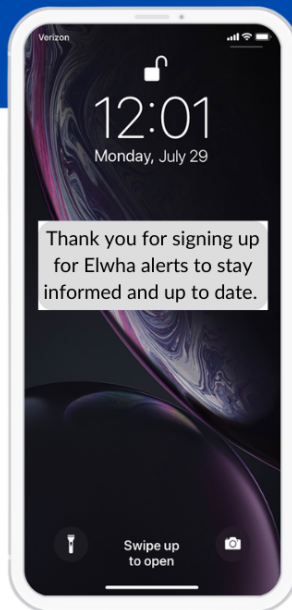 Verizon
12:01
Monday, July 29
Thank you for signing up
for Elwha alerts to stay
informed and up to date.
Swipe up
to open